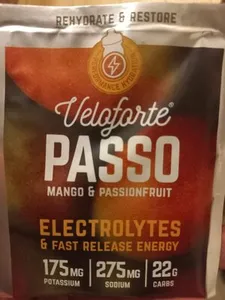 REHYDRATE & RESTORE
Veloforte®
PASSO
MANGO & PASSIONFRUIT
ELECTROLYTES
& FAST RELEASE ENERGY
175MG 275MG 22G
POTASSIUM SODIUM CARBS